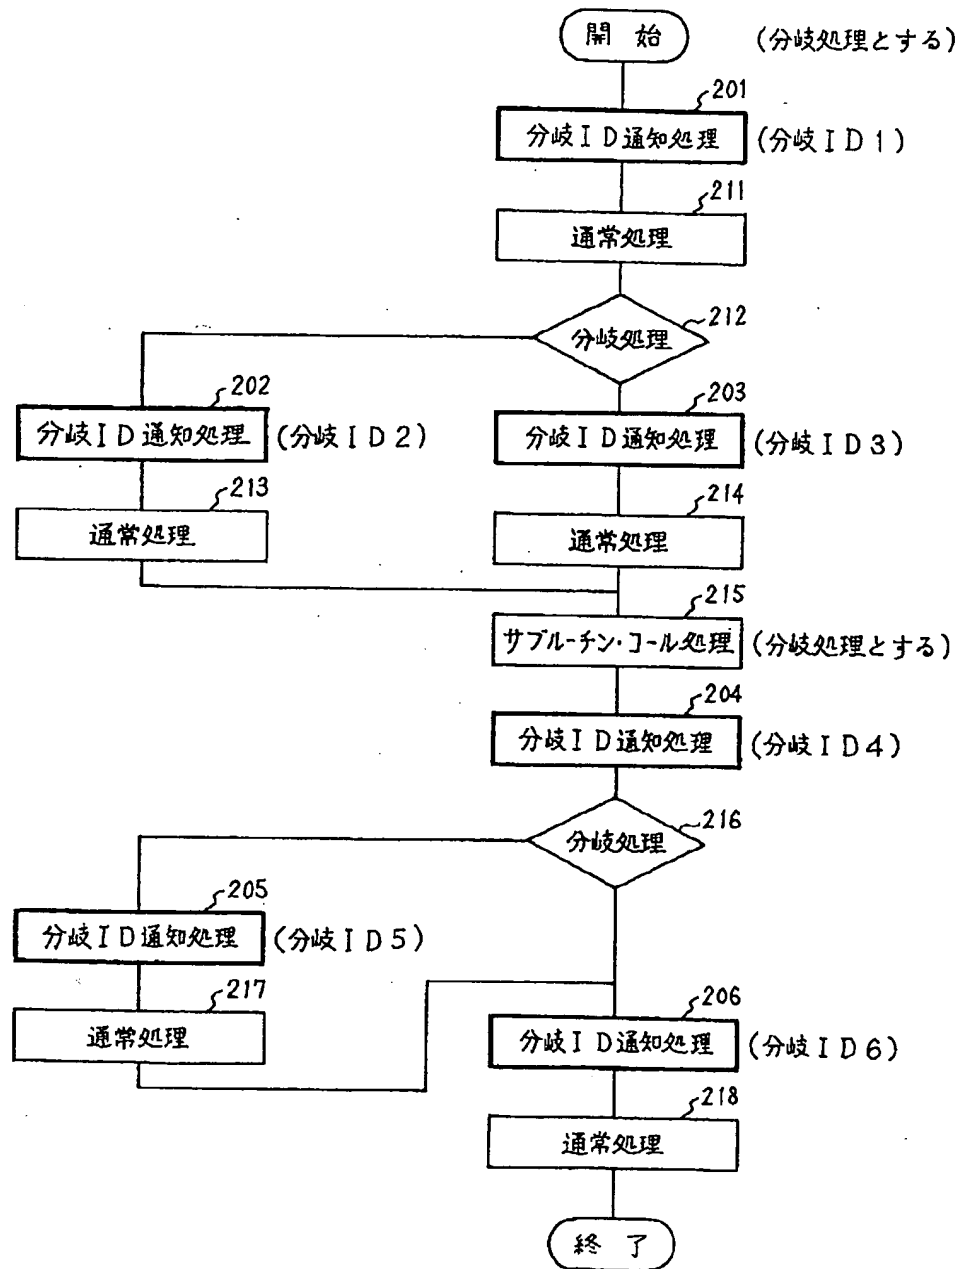 開 始
(分岐処理とする)
201
分岐ID通知処理
(分岐ID1)
211
通常処理
212
分岐処理
202
分岐ID通知処理
(分岐ID2)
203
分岐ID通知処理
(分岐ID3)
213
通常処理
214
通常処理
215
サブルーチン・コール処理
(分岐処理とする)
204
分岐ID通知処理
(分岐ID4)
216
分岐処理
205
分岐ID通知処理
(分岐ID5)
217
通常処理
206
分岐ID通知処理
(分岐ID6)
218
通常処理
終 了